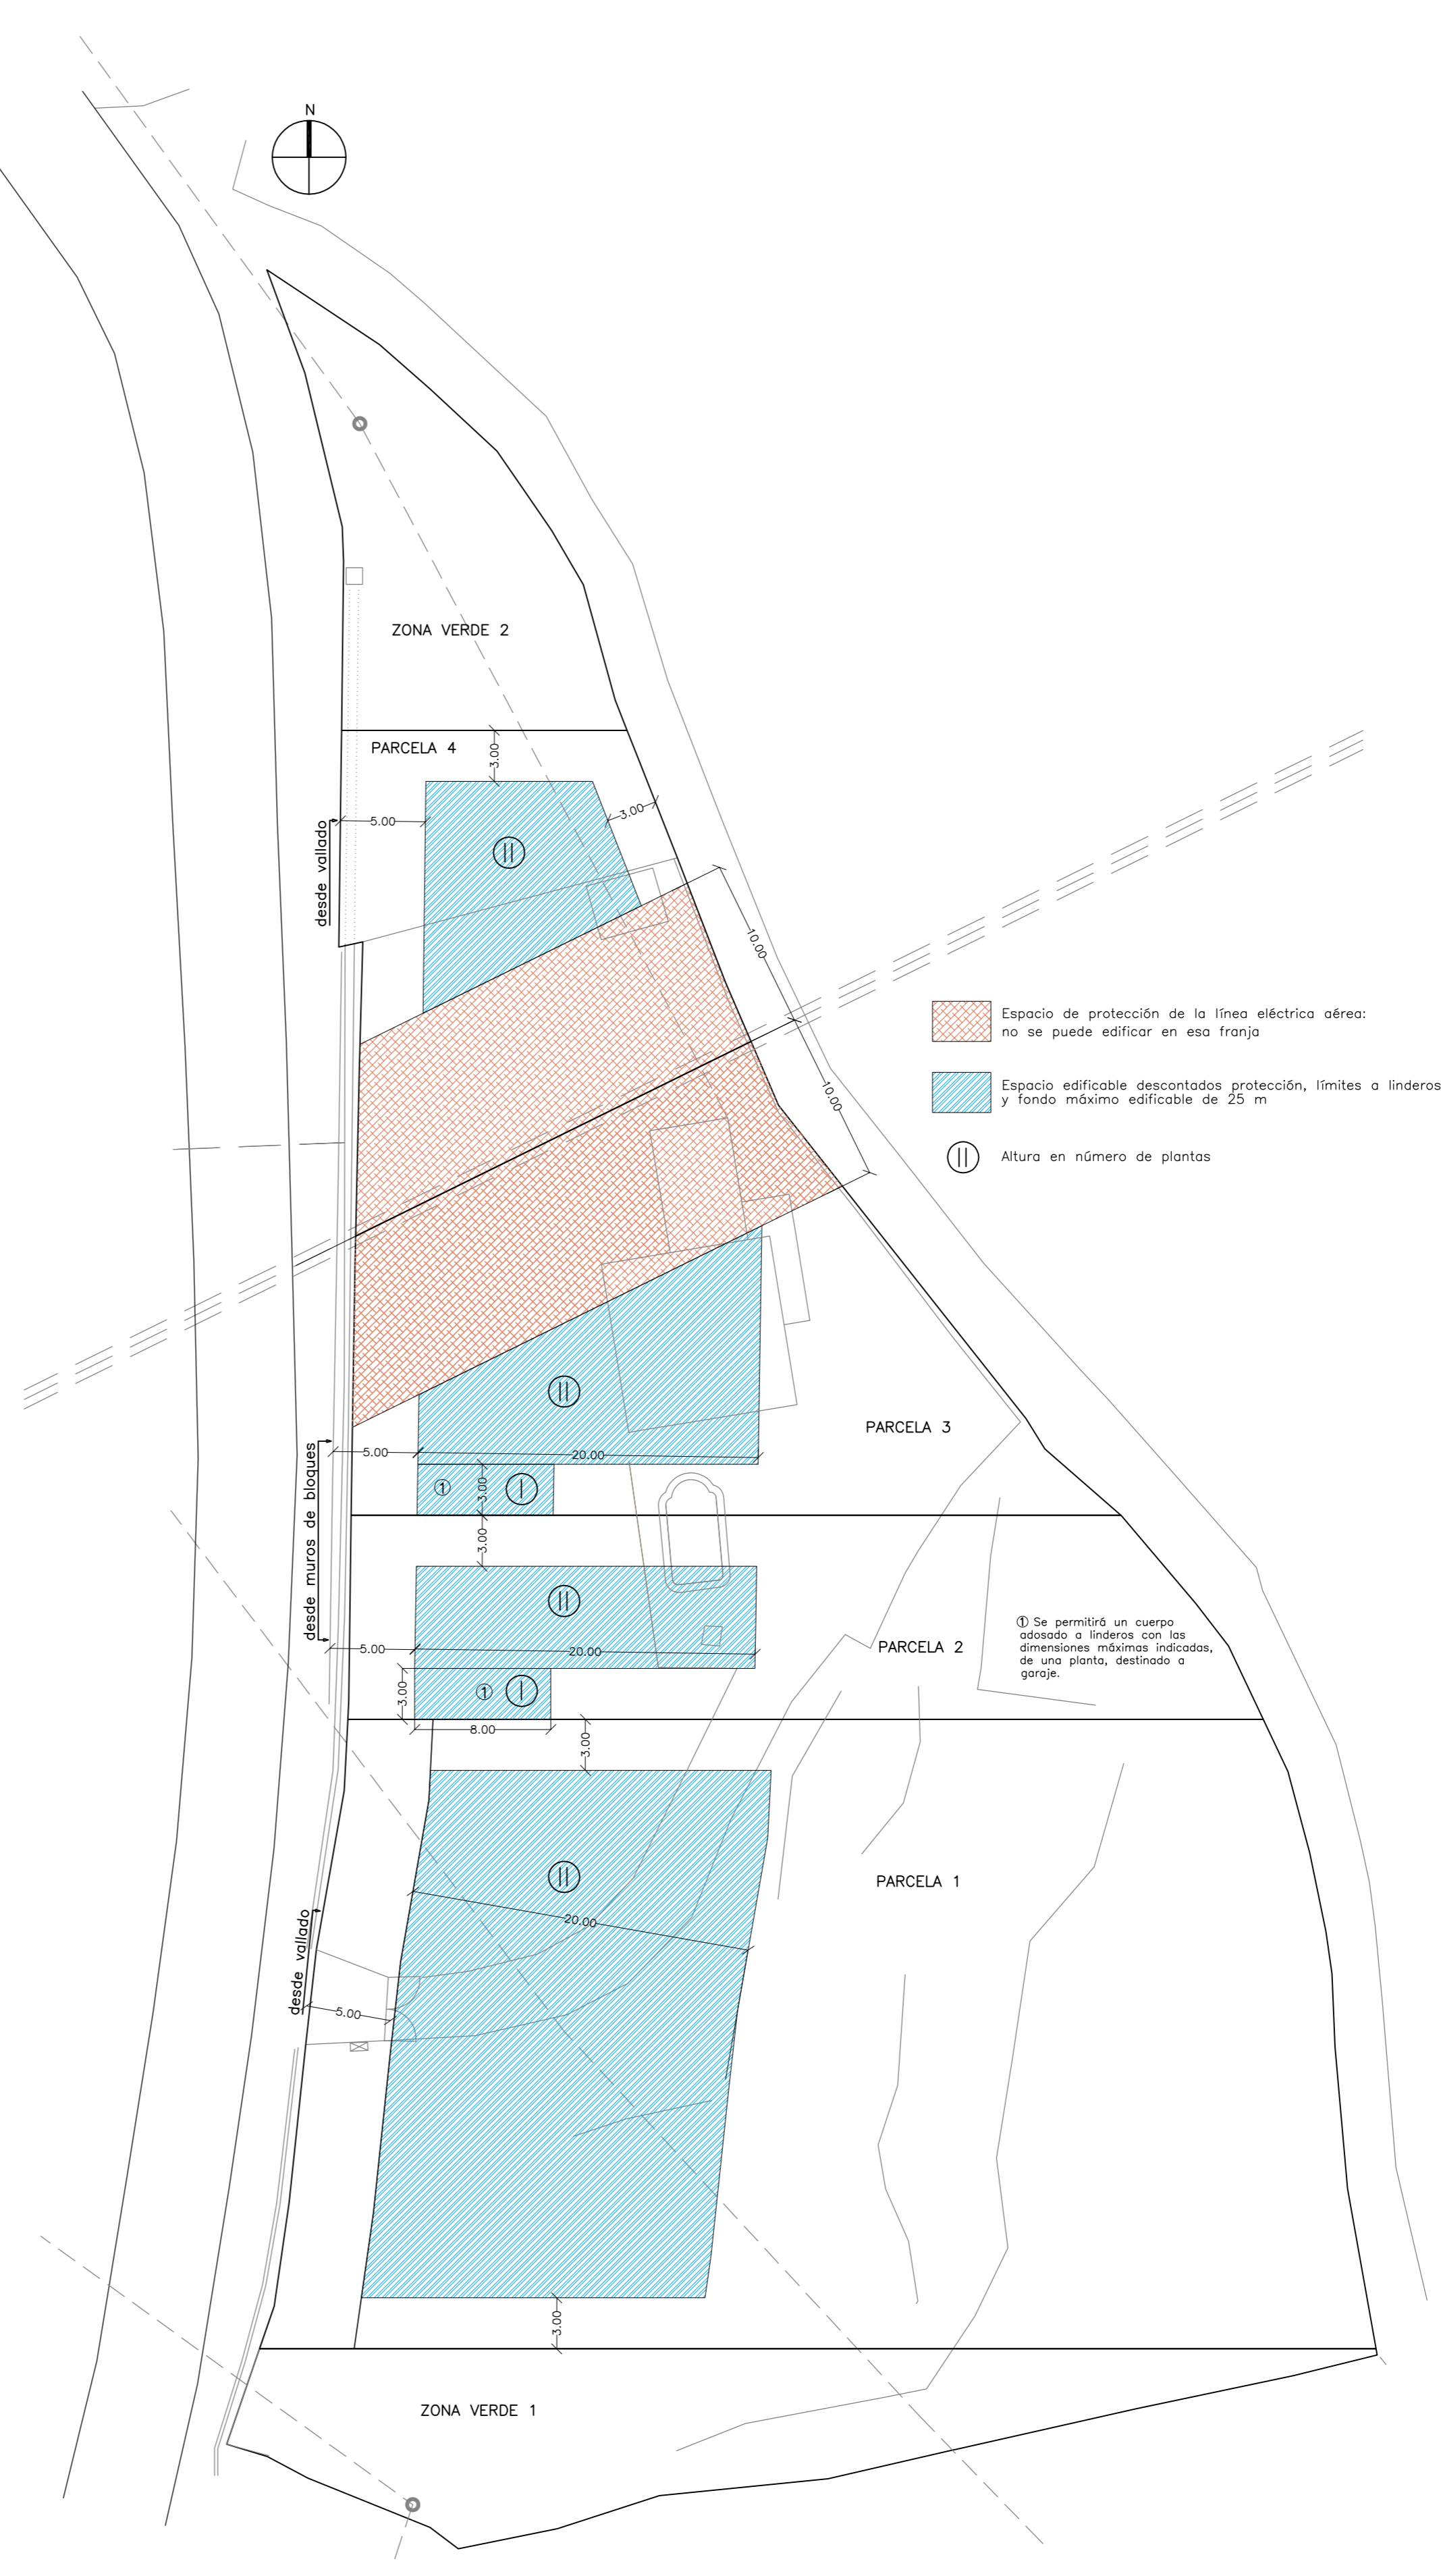 N
ZONA VERDE 2
PARCELA 4
3.00
3.00
5.00
desde vallado
10.00
10.00
Espacio de protección de la línea eléctrica aérea:
no se puede edificar en esa franja
Espacio edificable descontados protección, límites a linderos
y fondo máximo edificable de 25 m
II
Altura en número de plantas
II
II
PARCELA 3
5.00
20.00
desde muros de bloques
1
3.00
I
3.00
II
5.00
20.00
PARCELA 2
1 Se permitirá un cuerpo
adosado a linderos con las
dimensiones máximas indicadas,
de una planta, destinado a
garaje.
3.00
1
I
8.00
3.00
II
PARCELA 1
20.00
desde vallado
5.00
3.00
ZONA VERDE 1